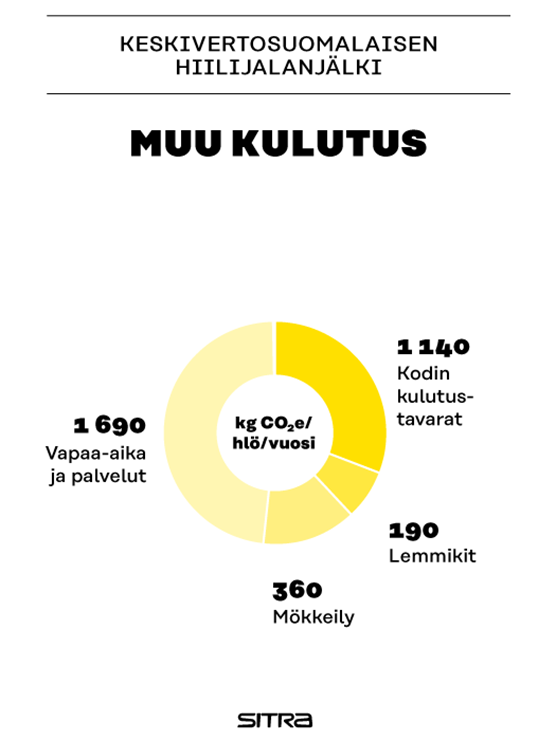 KESKIVERTOSUOMALAISEN
HIILIJALANJÄLKI
MUU KULUTUS
1 140
Kodin
kulutus-
tavarat
kg CO₂e/
hlö/vuosi
1 690
Vapaa-aika
ja palvelut
190
Lemmikit
360
Mökkeily
SITRA